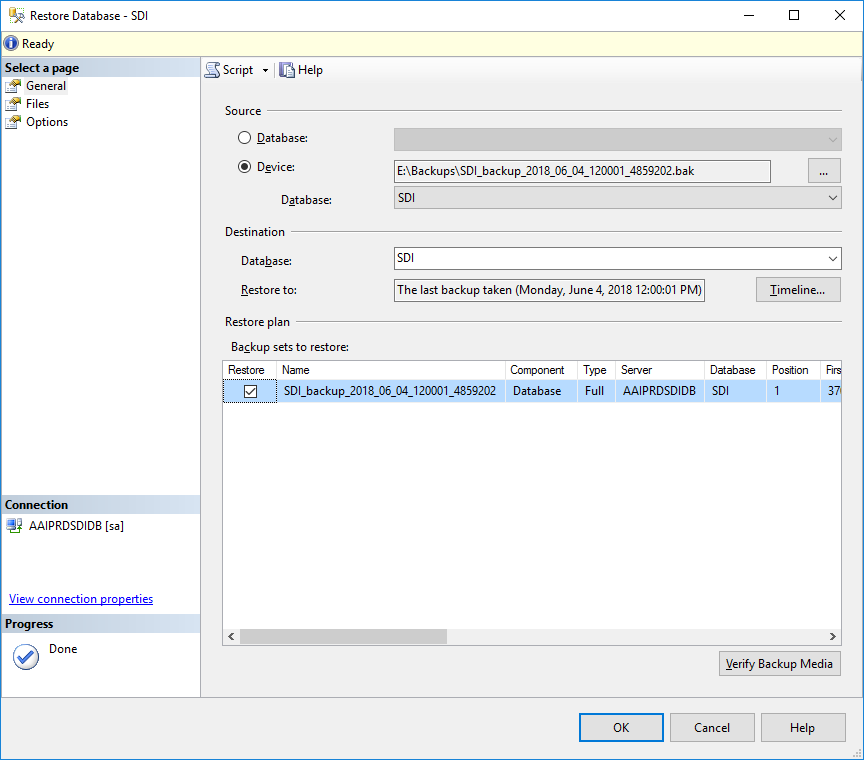 Restore Database - SDI
Ready
Select a page
General
Files
Options
Script
Help
Source
Database:
Device:
E:\Backups\SDI_backup_2018_06_04_120001_4859202.bak
...
Database:
SDI
Destination
Database:
SDI
Restore to:
The last backup taken (Monday, June 4, 2018 12:00:01 PM)
Timeline...
Restore plan
Backup sets to restore:
Restore Name Component Type Server Database Position Firs
SDI_backup_2018_06_04_120001_4859202 Database Full AAIPRDSDIDB SDI 1 370
Connection
AAIPRDSDIDB [sa]
View connection properties
Progress
Done
Verify Backup Media
OK
Cancel
Help